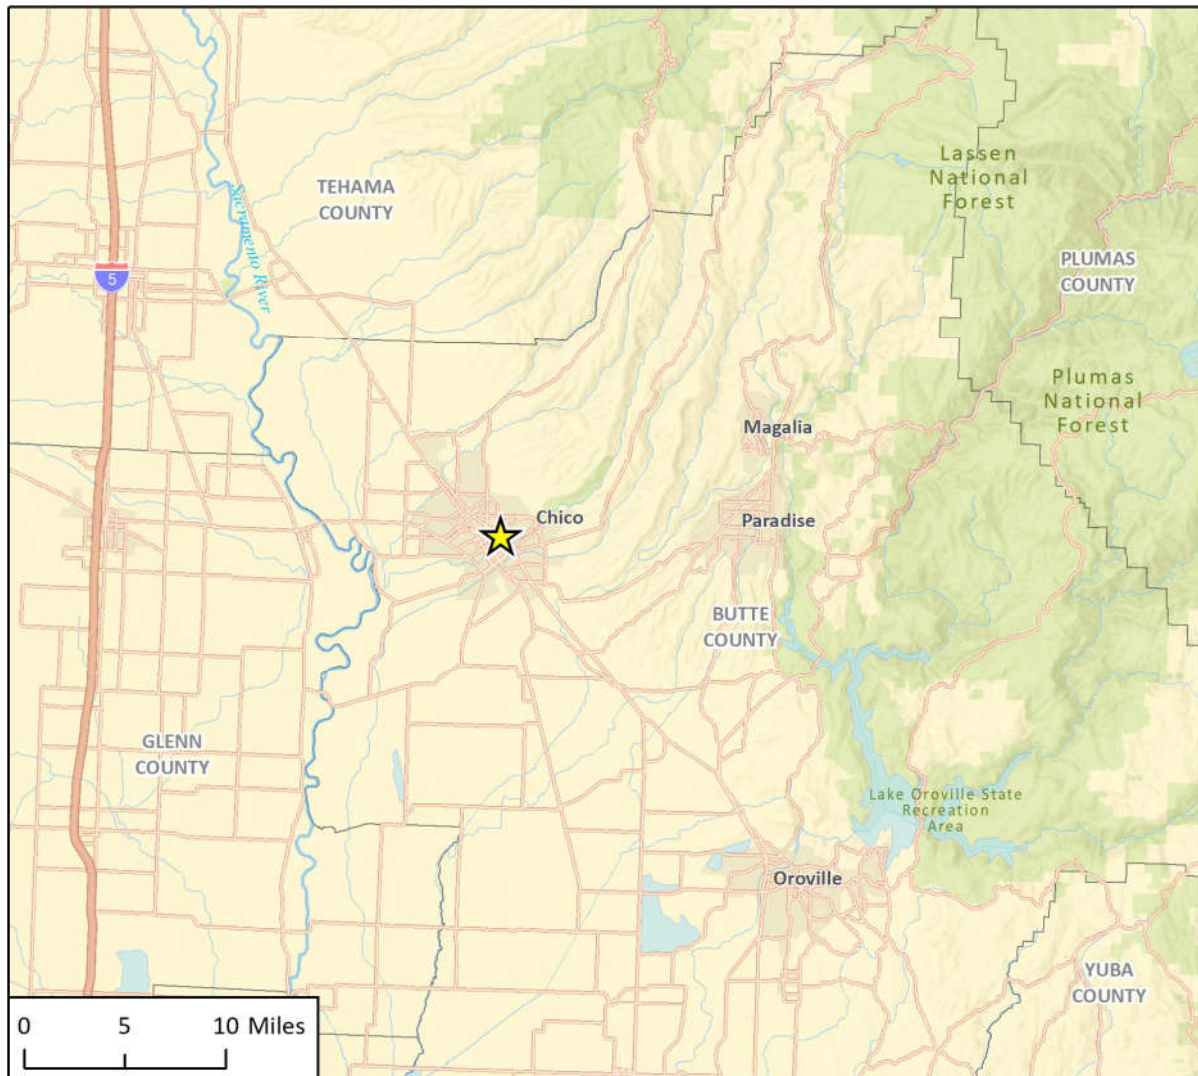 Lassen
National
Forest
TEHAMA
COUNTY
Sacramento River
PLUMAS
COUNTY
5
Plumas
National
Forest
Magalia
Chico
Paradise
BUTTE
COUNTY
GLENN
COUNTY
Lake Oroville State
Recreation
Area
Oroville
YUBA
COUNTY
0 5 10 Miles